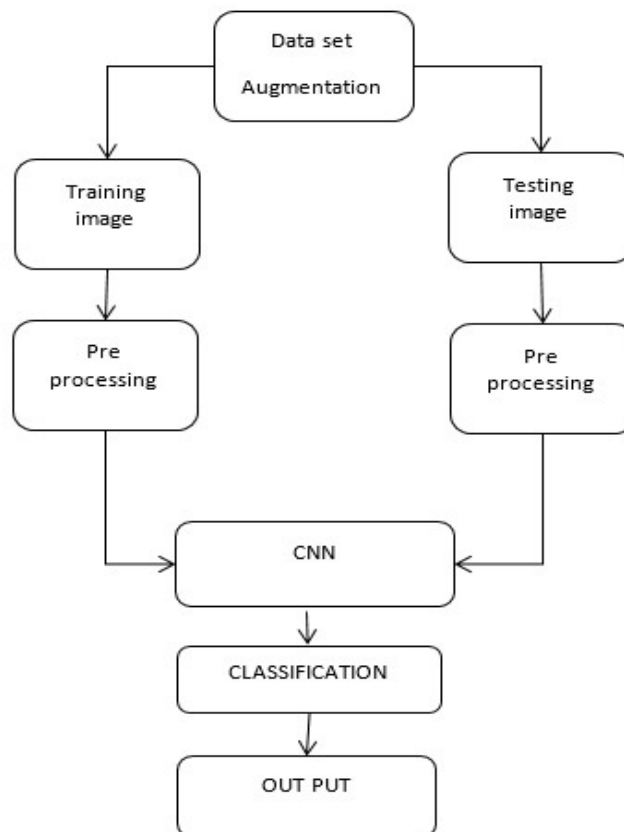 Data set
Augmentation
Training
image
Testing
image
Pre
processing
Pre
processing
CNN
CLASSIFICATION
OUT PUT